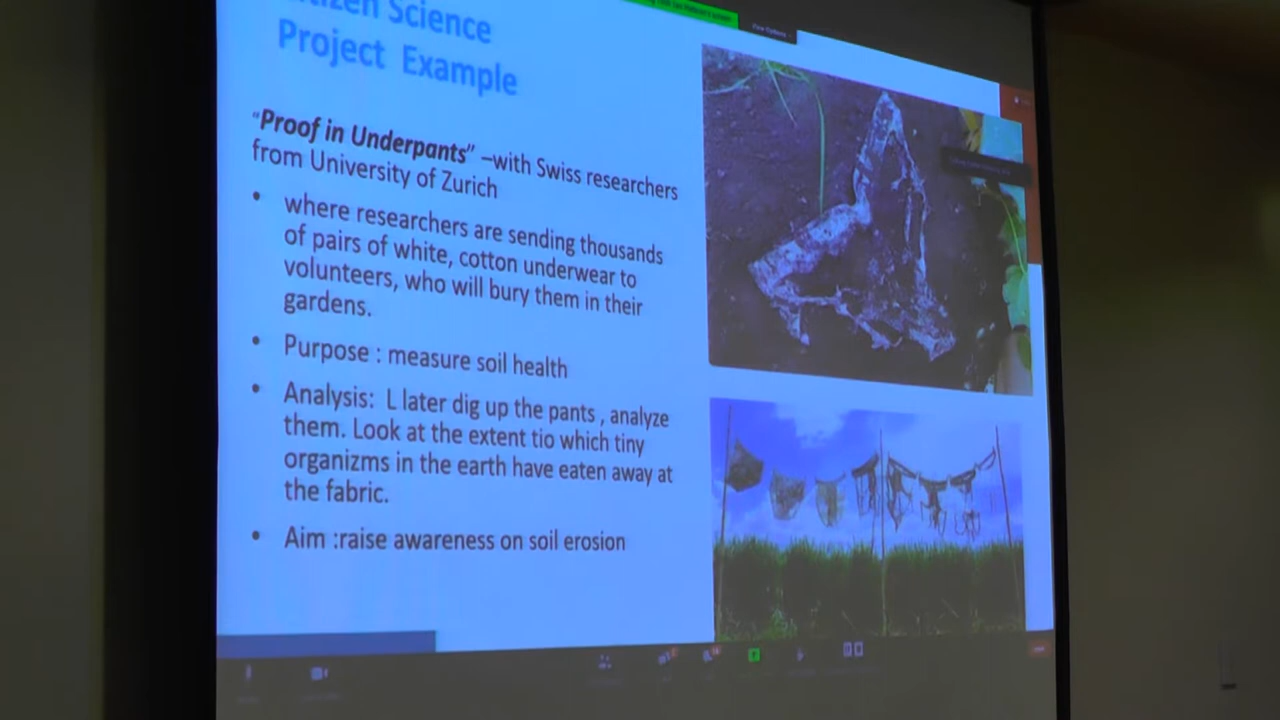 Science
Project Example
"Proof in Underpants" –with Swiss researchers
from University of Zurich
• where researchers are sending thousands
of pairs of white, cotton underwear to
volunteers, who will bury them in their
gardens.
• Purpose : measure soil health
• Analysis: L later dig up the pants , analyze
them. Look at the extent tio which tiny
organizms in the earth have eaten away at
the fabric.
• Aim :raise awareness on soil erosion